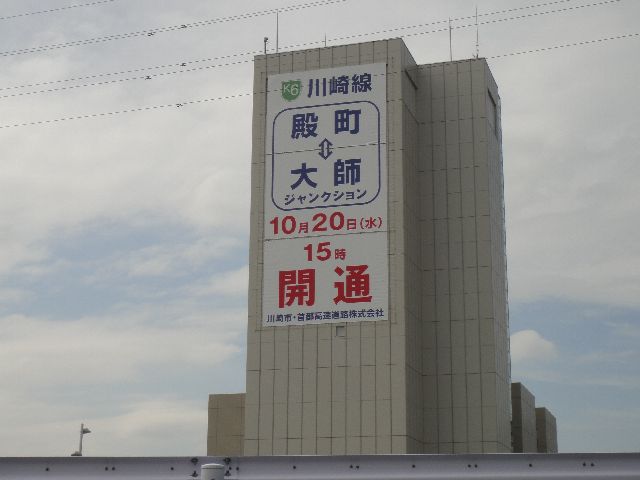 K6 川崎線
殿町
⇕
大師
ジャンクション
10月20日(水)
15時
開通
川崎市・首都高速道路株式会社